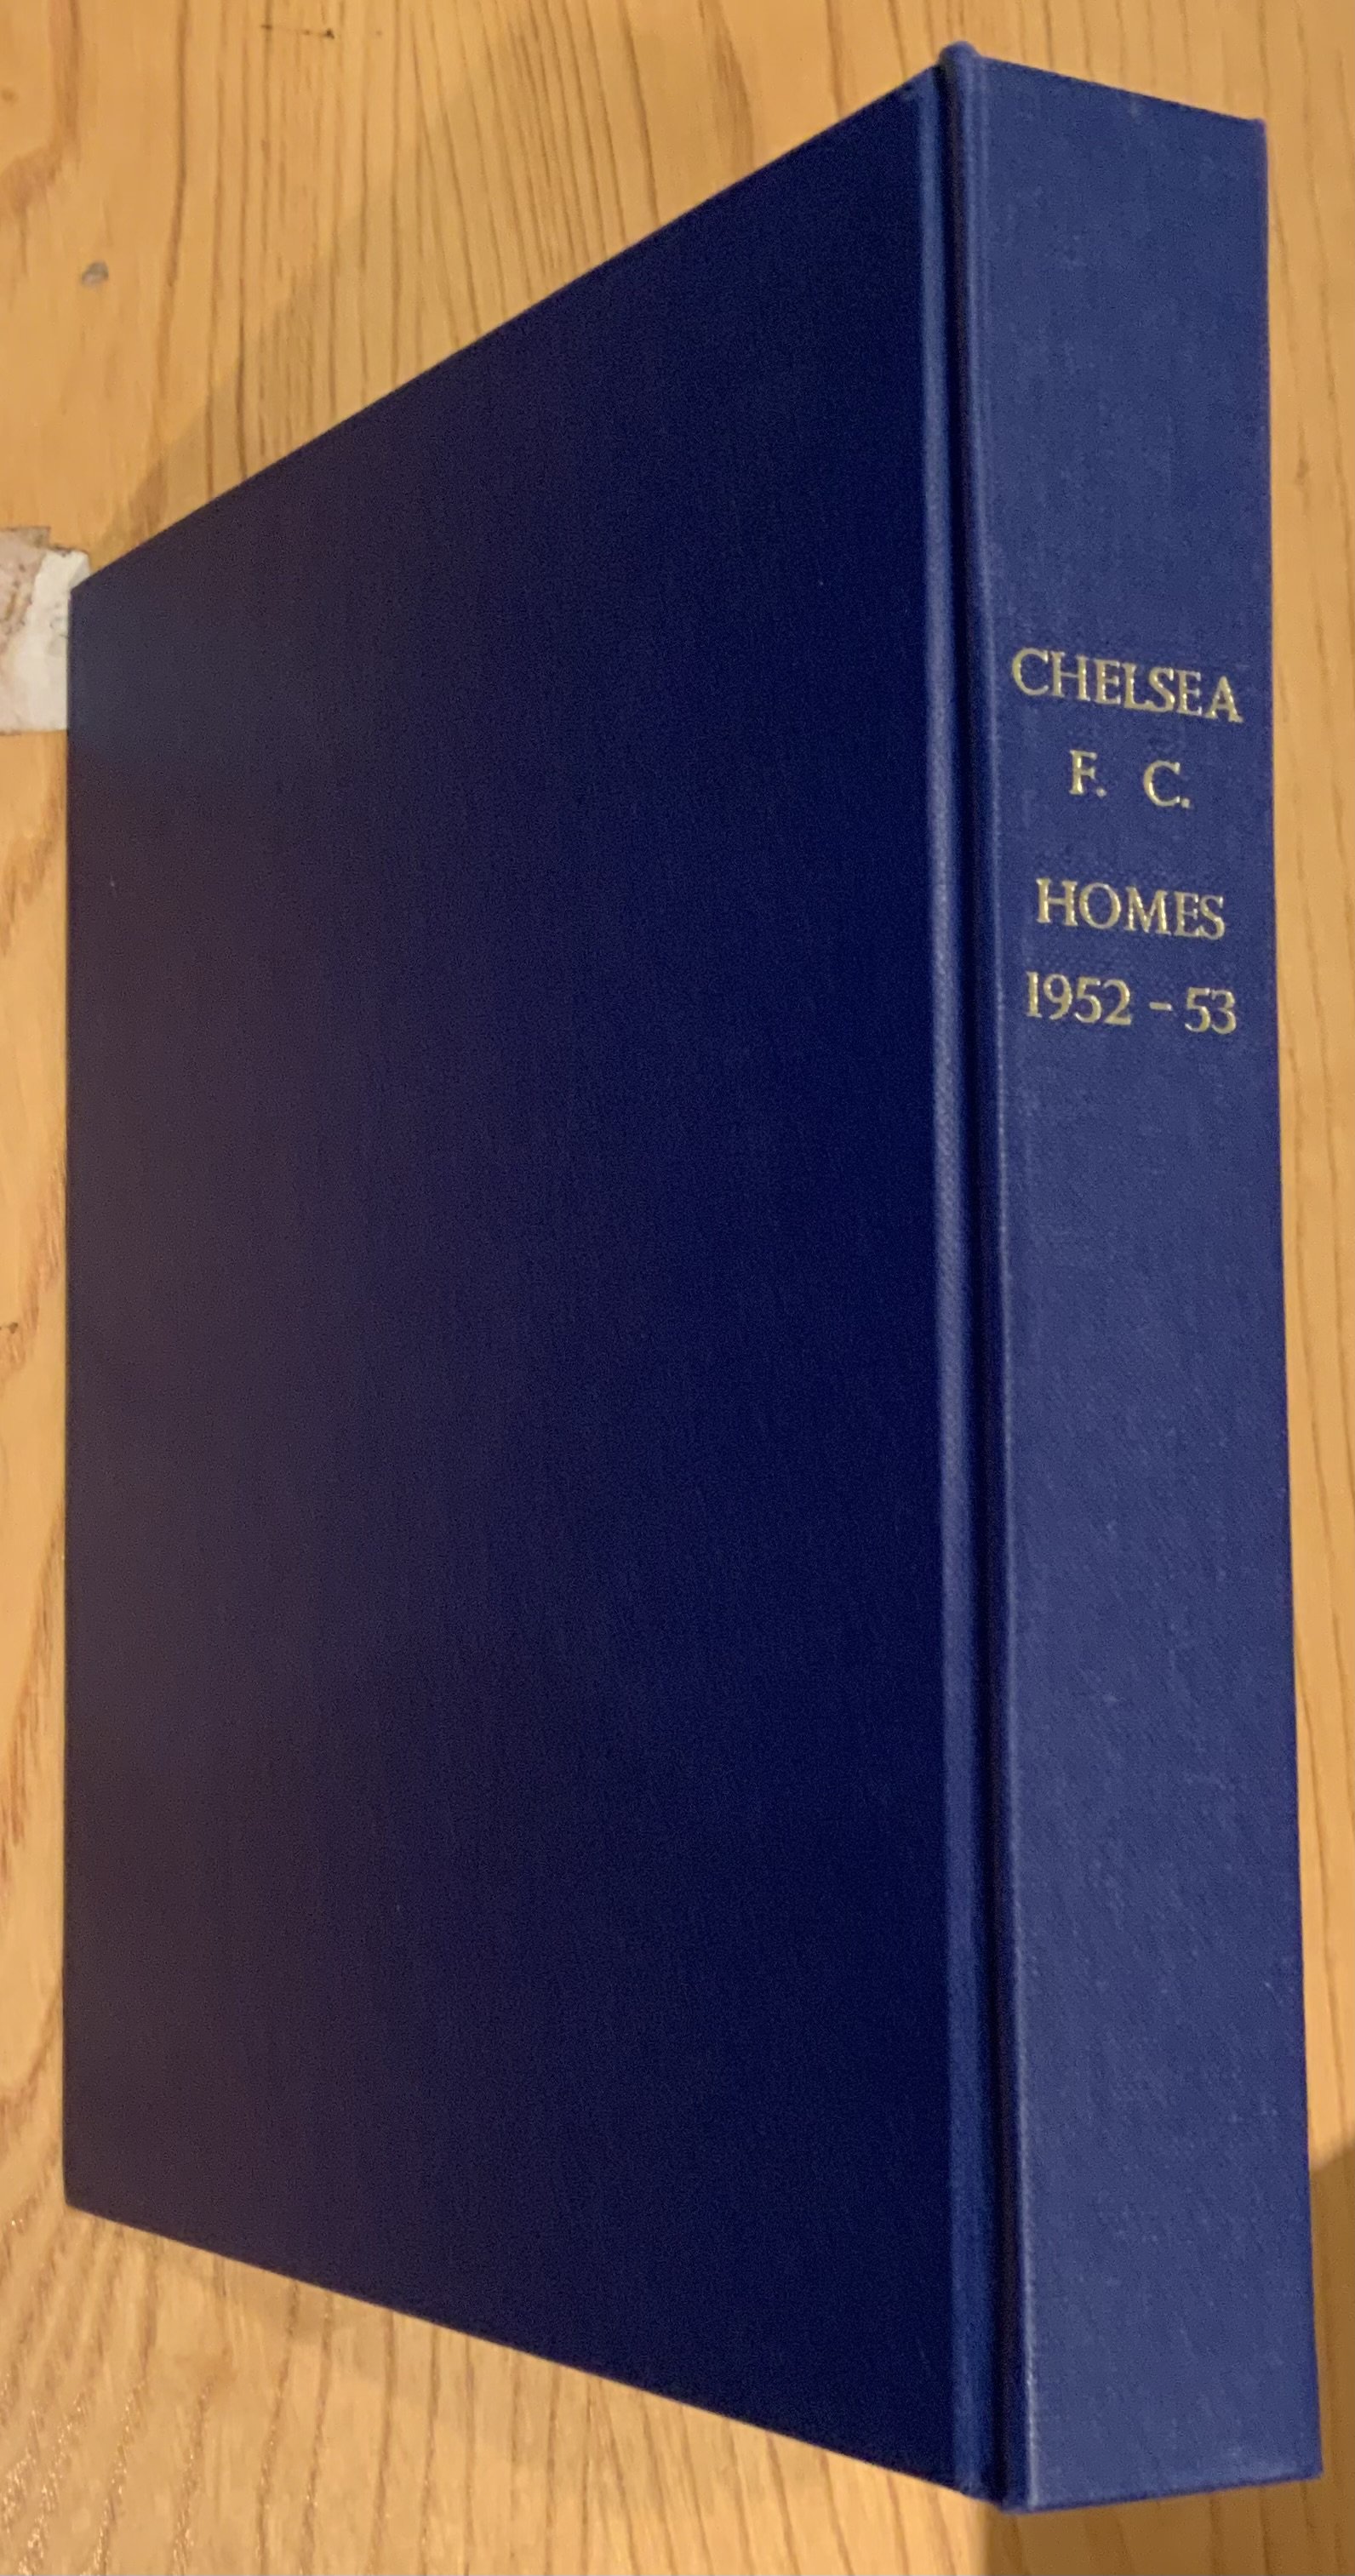 CHELSEA
F. C.
HOMES
1952 - 53